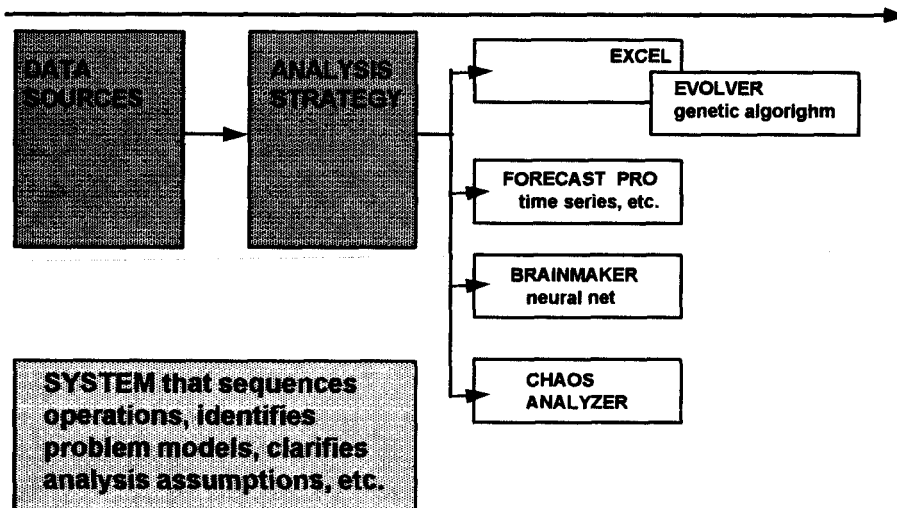 DATA
SOURCES
ANALYSIS
STRATEGY
EXCEL
EVOLVER
genetic algorighm
FORECAST PRO
time series, etc.
BRAINMAKER
neural net
CHAOS
ANALYZER
SYSTEM that sequences
operations, identifies
problem models, clarifies
analysis assumptions, etc.